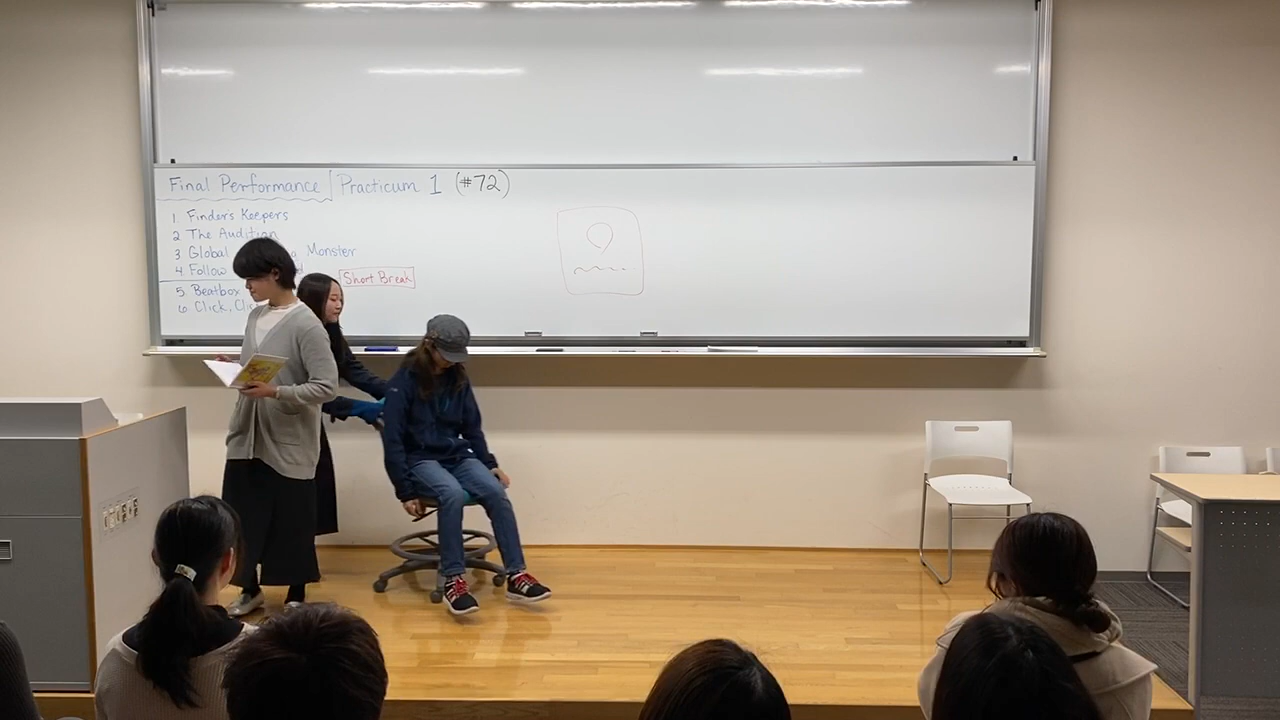 Final Performance Practicum 1 (#72)
1. Finders Keepers
2 The Audition
3 Global Monster
4. Follow
Short Break
5. Beatbox
6. Click, Clic